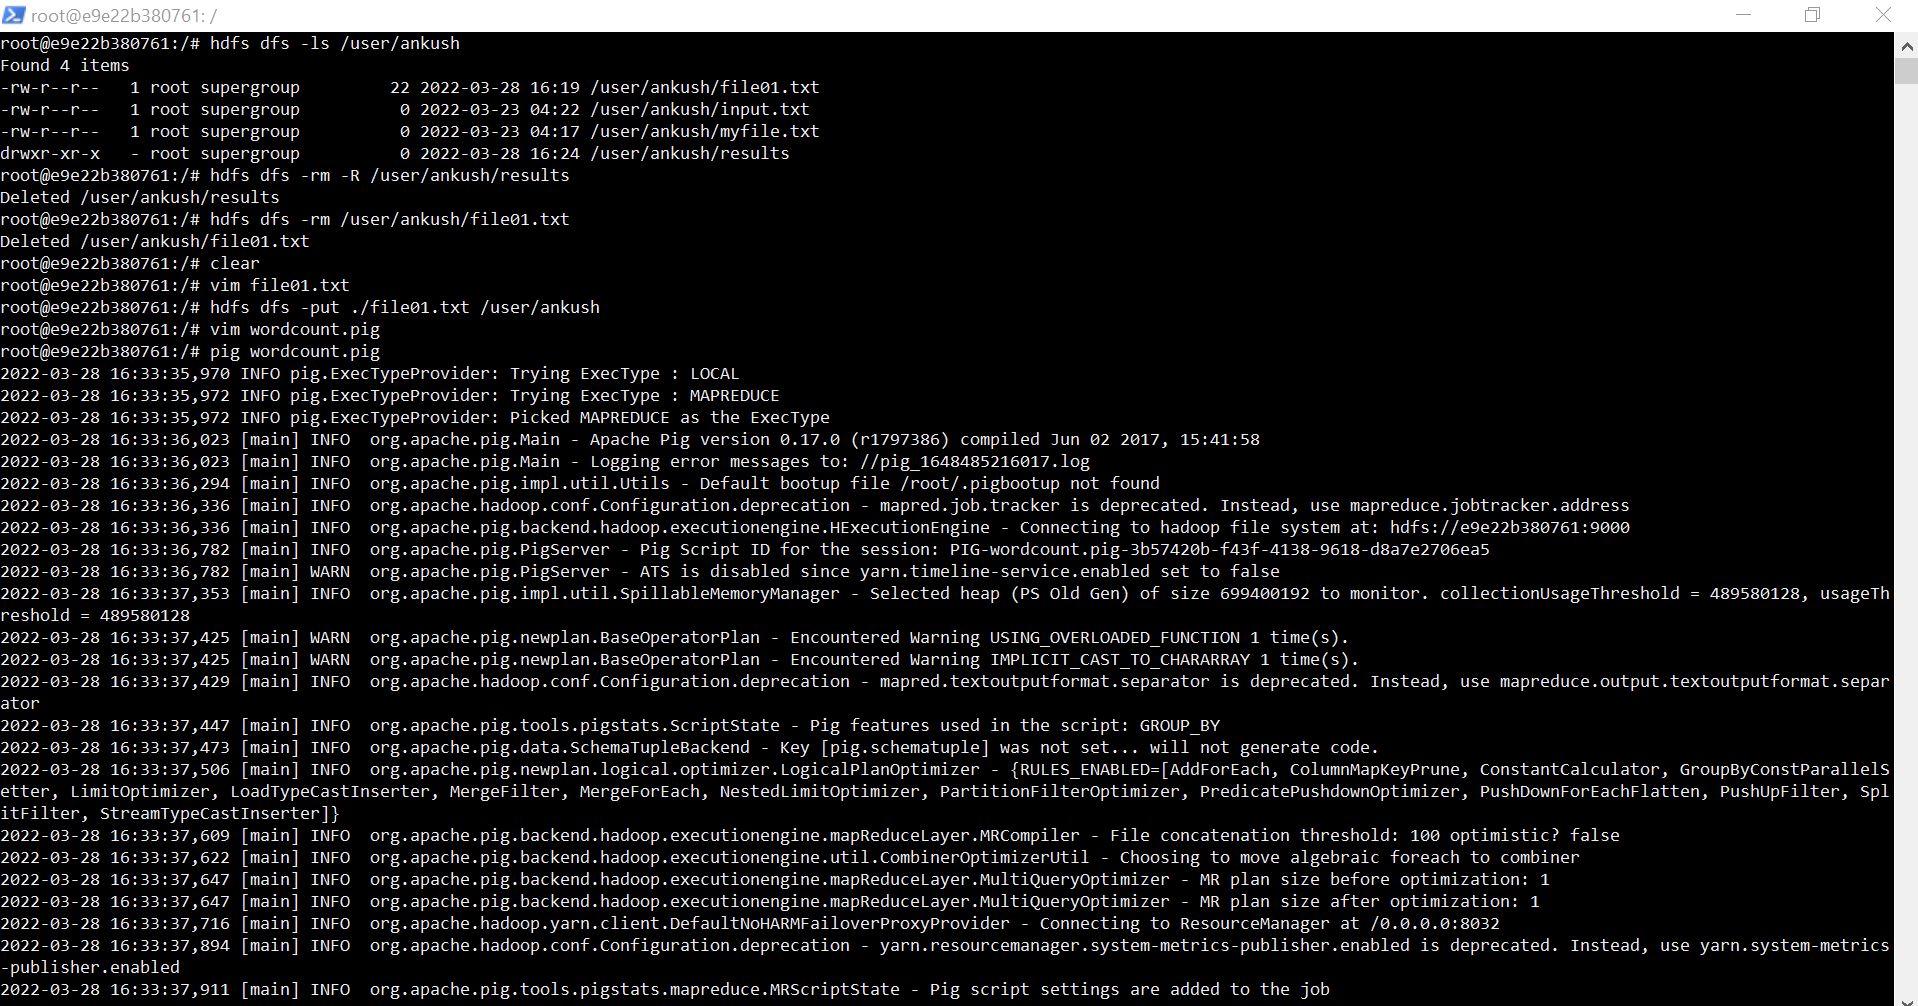 root@e9e22b380761: /
root@e9e22b380761:/# hdfs dfs -ls /user/ankush
Found 4 items
-rw-r--r--   1 root supergroup         22 2022-03-28 16:19 /user/ankush/file01.txt
-rw-r--r--   1 root supergroup          0 2022-03-23 04:22 /user/ankush/input.txt
-rw-r--r--   1 root supergroup          0 2022-03-23 04:17 /user/ankush/myfile.txt
drwxr-xr-x   - root supergroup          0 2022-03-28 16:24 /user/ankush/results
root@e9e22b380761:/# hdfs dfs -rm -R /user/ankush/results
Deleted /user/ankush/results
root@e9e22b380761:/# hdfs dfs -rm /user/ankush/file01.txt
Deleted /user/ankush/file01.txt
root@e9e22b380761:/# clear
root@e9e22b380761:/# vim file01.txt
root@e9e22b380761:/# hdfs dfs -put ./file01.txt /user/ankush
root@e9e22b380761:/# vim wordcount.pig
root@e9e22b380761:/# pig wordcount.pig
2022-03-28 16:33:35,970 INFO pig.ExecTypeProvider: Trying ExecType : LOCAL
2022-03-28 16:33:35,972 INFO pig.ExecTypeProvider: Trying ExecType : MAPREDUCE
2022-03-28 16:33:35,972 INFO pig.ExecTypeProvider: Picked MAPREDUCE as the ExecType
2022-03-28 16:33:36,023 [main] INFO  org.apache.pig.Main - Apache Pig version 0.17.0 (r1797386) compiled Jun 02 2017, 15:41:58
2022-03-28 16:33:36,023 [main] INFO  org.apache.pig.Main - Logging error messages to: //pig_1648485216017.log
2022-03-28 16:33:36,294 [main] INFO  org.apache.pig.impl.util.Utils - Default bootup file /root/.pigbootup not found
2022-03-28 16:33:36,336 [main] INFO  org.apache.hadoop.conf.Configuration.deprecation - mapred.job.tracker is deprecated. Instead, use mapreduce.jobtracker.address
2022-03-28 16:33:36,336 [main] INFO  org.apache.pig.backend.hadoop.executionengine.HExecutionEngine - Connecting to hadoop file system at: hdfs://e9e22b380761:9000
2022-03-28 16:33:36,782 [main] INFO  org.apache.pig.PigServer - Pig Script ID for the session: PIG-wordcount.pig-3b57420b-f43f-4138-9618-d8a7e2706ea5
2022-03-28 16:33:36,782 [main] WARN  org.apache.pig.PigServer - ATS is disabled since yarn.timeline-service.enabled set to false
2022-03-28 16:33:37,353 [main] INFO  org.apache.pig.impl.util.SpillableMemoryManager - Selected heap (PS Old Gen) of size 699400192 to monitor. collectionUsageThreshold = 489580128, usageTh
reshold = 489580128
2022-03-28 16:33:37,425 [main] WARN  org.apache.pig.newplan.BaseOperatorPlan - Encountered Warning USING_OVERLOADED_FUNCTION 1 time(s).
2022-03-28 16:33:37,425 [main] WARN  org.apache.pig.newplan.BaseOperatorPlan - Encountered Warning IMPLICIT_CAST_TO_CHARARRAY 1 time(s).
2022-03-28 16:33:37,429 [main] INFO  org.apache.hadoop.conf.Configuration.deprecation - mapred.textoutputformat.separator is deprecated. Instead, use mapreduce.output.textoutputformat.separ
ator
2022-03-28 16:33:37,447 [main] INFO  org.apache.pig.tools.pigstats.ScriptState - Pig features used in the script: GROUP_BY
2022-03-28 16:33:37,473 [main] INFO  org.apache.pig.data.SchemaTupleBackend - Key [pig.schematuple] was not set... will not generate code.
2022-03-28 16:33:37,506 [main] INFO  org.apache.pig.newplan.logical.optimizer.LogicalPlanOptimizer - {RULES_ENABLED=[AddForEach, ColumnMapKeyPrune, ConstantCalculator, GroupByConstParallelS
etter, LimitOptimizer, LoadTypeCastInserter, MergeFilter, MergeForEach, NestedLimitOptimizer, PartitionFilterOptimizer, PredicatePushdownOptimizer, PushDownForEachFlatten, PushUpFilter, Spl
itFilter, StreamTypeCastInserter]}
2022-03-28 16:33:37,609 [main] INFO  org.apache.pig.backend.hadoop.executionengine.mapReduceLayer.MRCompiler - File concatenation threshold: 100 optimistic? false
2022-03-28 16:33:37,622 [main] INFO  org.apache.pig.backend.hadoop.executionengine.util.CombinerOptimizerUtil - Choosing to move algebraic foreach to combiner
2022-03-28 16:33:37,647 [main] INFO  org.apache.pig.backend.hadoop.executionengine.mapReduceLayer.MultiQueryOptimizer - MR plan size before optimization: 1
2022-03-28 16:33:37,647 [main] INFO  org.apache.pig.backend.hadoop.executionengine.mapReduceLayer.MultiQueryOptimizer - MR plan size after optimization: 1
2022-03-28 16:33:37,716 [main] INFO  org.apache.hadoop.yarn.client.DefaultNoHARMFailoverProxyProvider - Connecting to ResourceManager at /0.0.0.0:8032
2022-03-28 16:33:37,894 [main] INFO  org.apache.hadoop.conf.Configuration.deprecation - yarn.resourcemanager.system-metrics-publisher.enabled is deprecated. Instead, use yarn.system-metrics
-publisher.enabled
2022-03-28 16:33:37,911 [main] INFO  org.apache.pig.tools.pigstats.mapreduce.MRScriptState - Pig script settings are added to the job